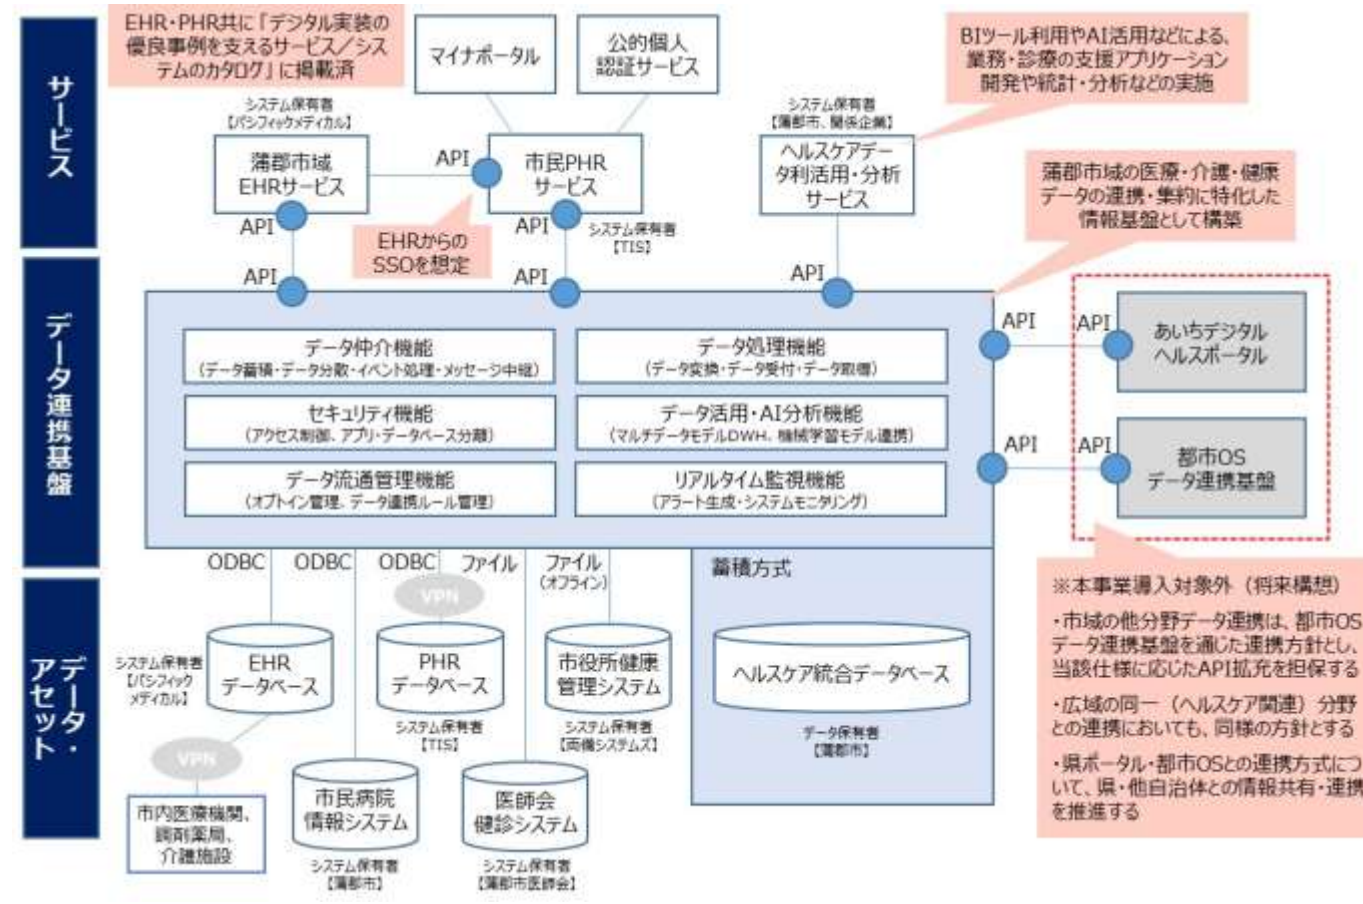 サービス
EHR・PHR共に「デジタル実装の
優良事例を支えるサービス／シス
テムのカタログ」に掲載済
マイナポータル
公的個人
認証サービス
BIツール利用やAI活用などによる、
業務・診療の支援アプリケーション
開発や統計・分析などの実施
システム保有者
【パシフィックメディカル】
蒲郡市域
EHRサービス
API
市民PHR
サービス
システム保有者
【蒲郡市、関係企業】
ヘルスケアデー
タ利活用・分析
サービス
蒲郡市域の医療・介護・健康
データの連携・集約に特化した
情報基盤として構築
API
EHRからの
SSOを想定
API
システム保有者
【TIS】
データ連携基盤
API
API
API
データ仲介機能
（データ蓄積・データ分散・イベント処理・メッセージ中継）
データ処理機能
（データ変換・データ受付・データ取得）
セキュリティ機能
（アクセス制御、アプリ・データベース分離）
データ活用・AI分析機能
（マルチデータモデルDWH、機械学習モデル連携）
データ流通管理機能
（オプトイン管理、データ連携ルール管理）
リアルタイム監視機能
（アラート生成・システムモニタリング）
API
API
あいちデジタル
ヘルスポータル
API
API
都市OS
データ連携基盤
データ・
アセット
ODBC
ODBC
ODBC
ファイル
ファイル
（オフライン）
VPN
システム保有者
【パシフィック
メディカル】
EHR
データベース
PHR
データベース
システム保有者
【TIS】
市役所健康
管理システム
システム保有者
【両備システムズ】
VPN
市内医療機関、
調剤薬局、
介護施設
市民病院
情報システム
システム保有者
【蒲郡市】
医師会
健診システム
システム保有者
【蒲郡市医師会】
蓄積方式
ヘルスケア統合データベース
データ保有者
【蒲郡市】
※本事業導入対象外（将来構想）
・市域の他分野データ連携は、都市OS
データ連携基盤を通じた連携方針とし、
当該仕様に応じたAPI拡充を担保する
・広域の同一（ヘルスケア関連）分野
との連携においても、同様の方針とする
・県ポータル・都市OSとの連携方式につ
いて、県・他自治体との情報共有・連携
を推進する